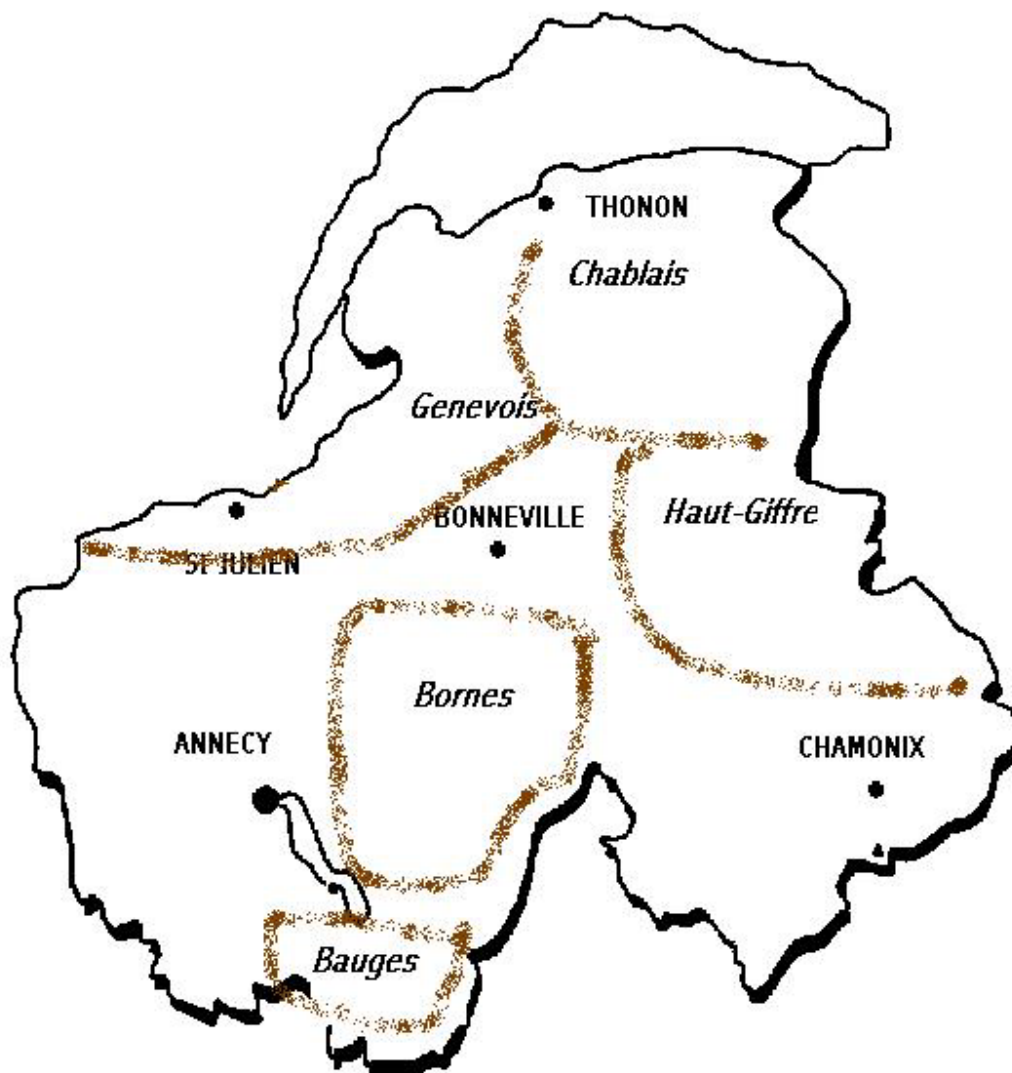 THONON
Chablais
Genevois
BONNEVILLE
Haut-Giffre
ST JULIEN
Bornes
ANNECY
CHAMONIX
Bauges